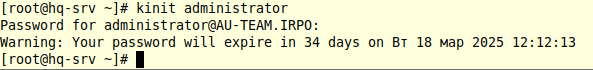 [root@hq-srv ~]# kinit administrator
Password for administrator@AU-TEAM.IRPO:
Warning: Your password will expire in 34 days on Вт 18 мар 2025 12:12:13
[root@hq-srv ~]#